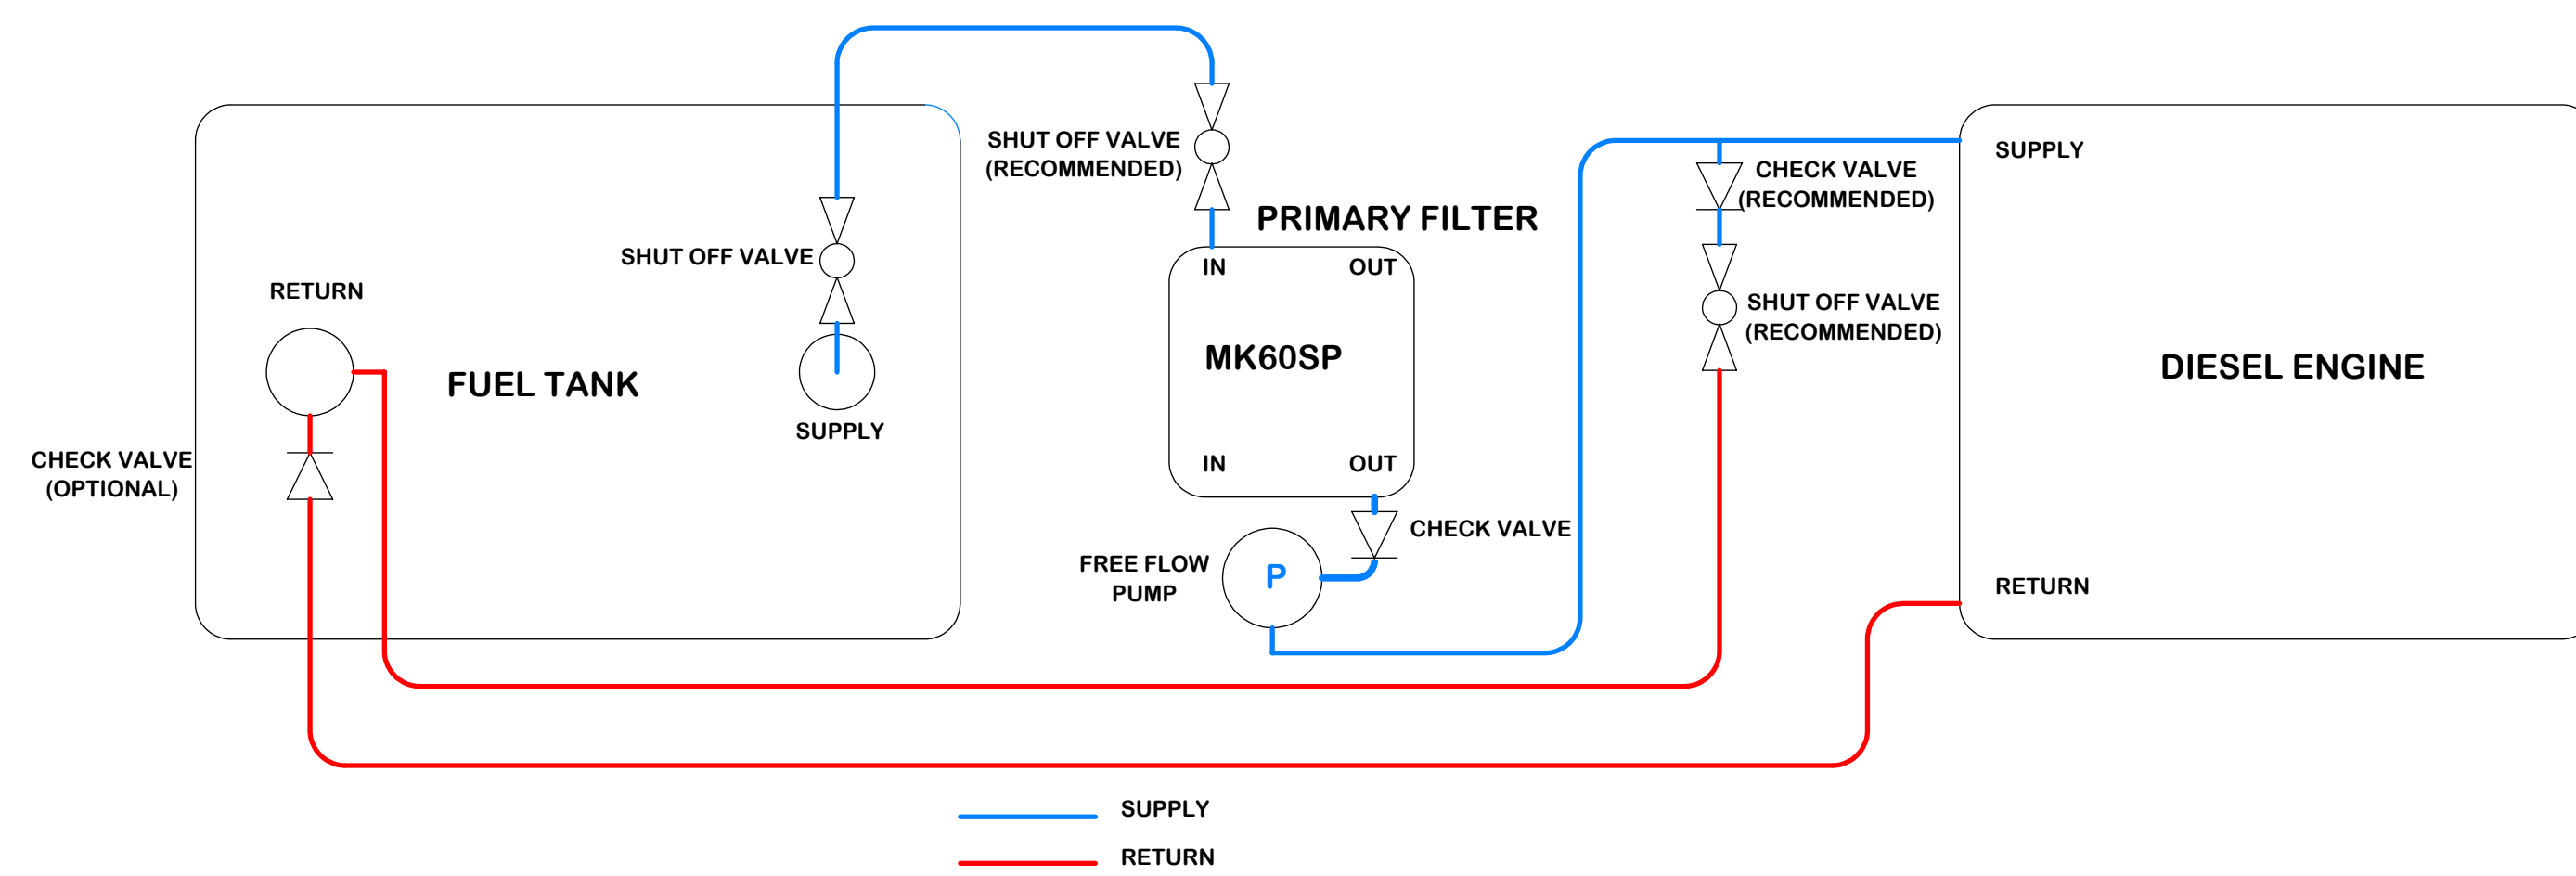 SHUT OFF VALVE
(RECOMMENDED)
SUPPLY
CHECK VALVE
(RECOMMENDED)
PRIMARY FILTER
SHUT OFF VALVE
IN
OUT
RETURN
SHUT OFF VALVE
(RECOMMENDED)
MK60SP
DIESEL ENGINE
FUEL TANK
SUPPLY
CHECK VALVE
(OPTIONAL)
IN
OUT
CHECK VALVE
FREE FLOW
PUMP
P
RETURN
SUPPLY
RETURN